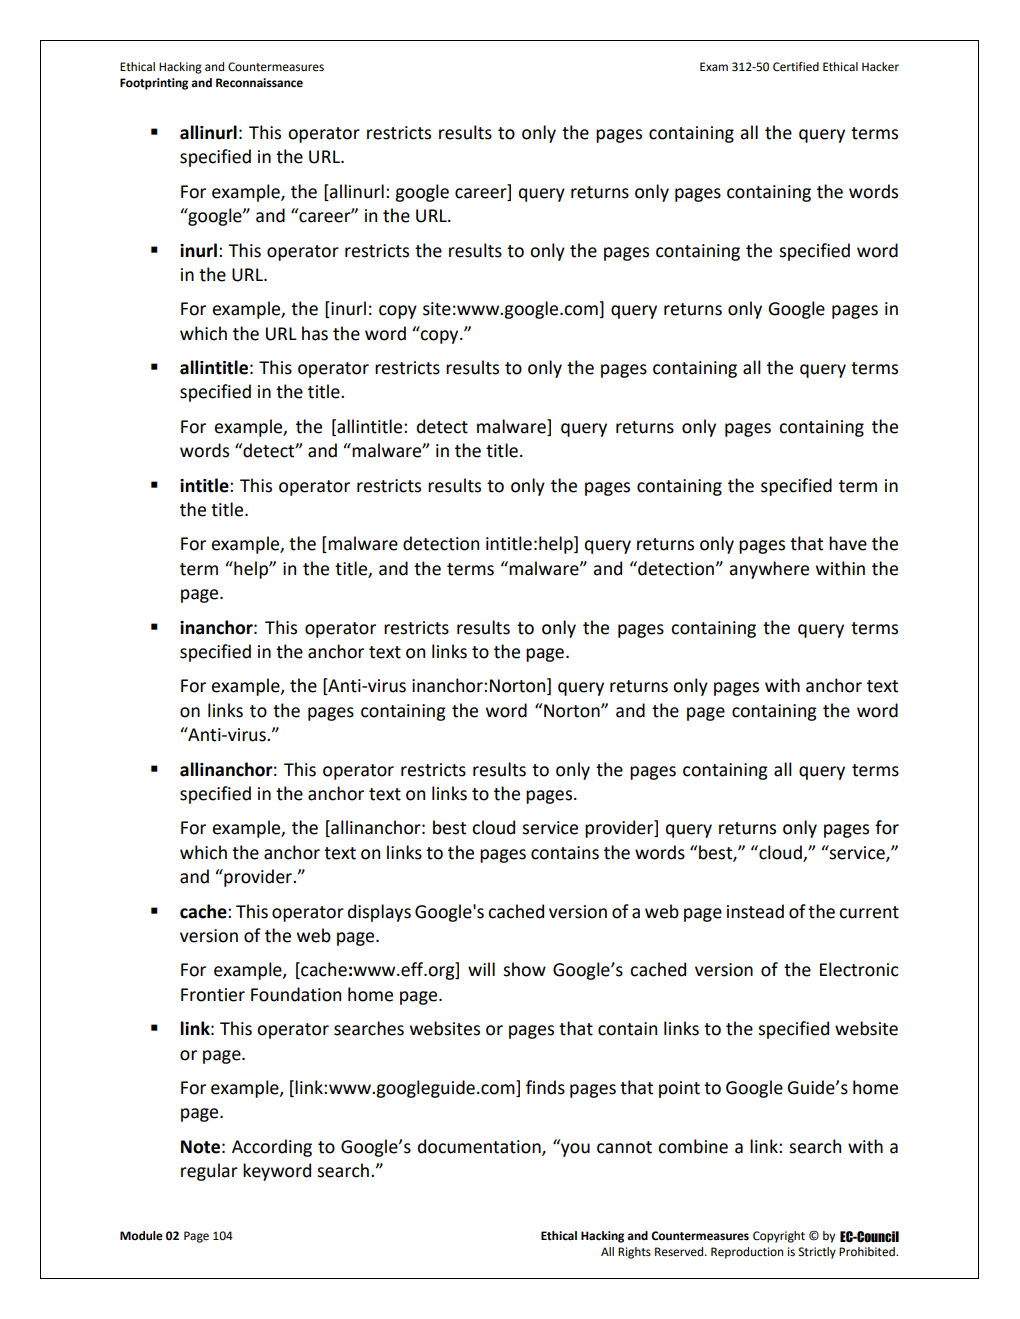 Ethical Hacking and Countermeasures
Exam 312-50 Certified Ethical Hacker
Footprinting and Reconnaissance
▪ allinurl: This operator restricts results to only the pages containing all the query terms
specified in the URL.
For example, the [allinurl: google career] query returns only pages containing the words
“google” and “career” in the URL.
▪ inurl: This operator restricts the results to only the pages containing the specified word
in the URL.
For example, the [inurl: copy site:www.google.com] query returns only Google pages in
which the URL has the word “copy.”
▪ allintitle: This operator restricts results to only the pages containing all the query terms
specified in the title.
For example, the [allintitle: detect malware] query returns only pages containing the
words “detect” and “malware” in the title.
▪ intitle: This operator restricts results to only the pages containing the specified term in
the title.
For example, the [malware detection intitle:help] query returns only pages that have the
term “help” in the title, and the terms “malware” and “detection” anywhere within the
page.
▪ inanchor: This operator restricts results to only the pages containing the query terms
specified in the anchor text on links to the page.
For example, the [Anti-virus inanchor:Norton] query returns only pages with anchor text
on links to the pages containing the word “Norton” and the page containing the word
“Anti-virus.”
▪ allinanchor: This operator restricts results to only the pages containing all query terms
specified in the anchor text on links to the pages.
For example, the [allinanchor: best cloud service provider] query returns only pages for
which the anchor text on links to the pages contains the words “best,” “cloud,” “service,”
and “provider.”
▪ cache: This operator displays Google's cached version of a web page instead of the current
version of the web page.
For example, [cache:www.eff.org] will show Google’s cached version of the Electronic
Frontier Foundation home page.
▪ link: This operator searches websites or pages that contain links to the specified website
or page.
For example, [link:www.googleguide.com] finds pages that point to Google Guide’s home
page.
Note: According to Google’s documentation, “you cannot combine a link: search with a
regular keyword search.”
Module 02 Page 104
Ethical Hacking and Countermeasures Copyright © by EC-Council
All Rights Reserved. Reproduction is Strictly Prohibited.